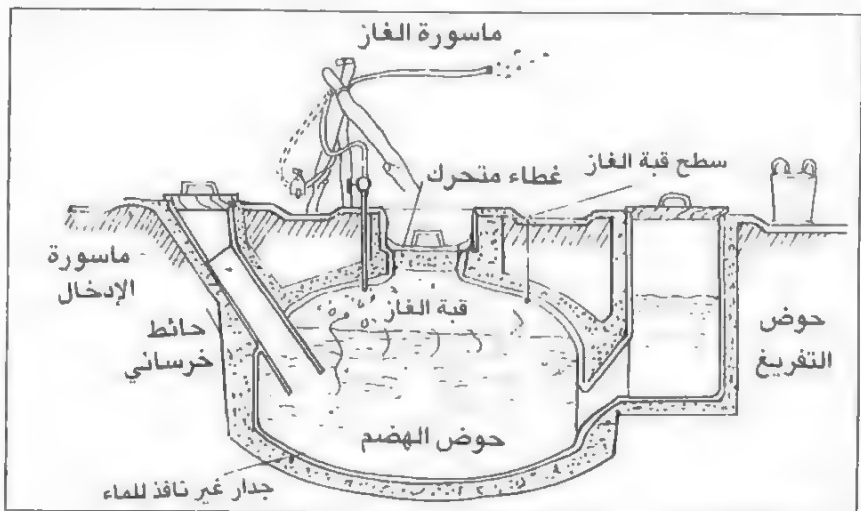 ماسورة الغاز
سطح قبة الغاز
غطاء متحرك
ماسورة
الإدخال
قبة الغاز
حائط
خرساني
حوض
التفريغ
حوض الهضم
جدار غير نافذ للماء